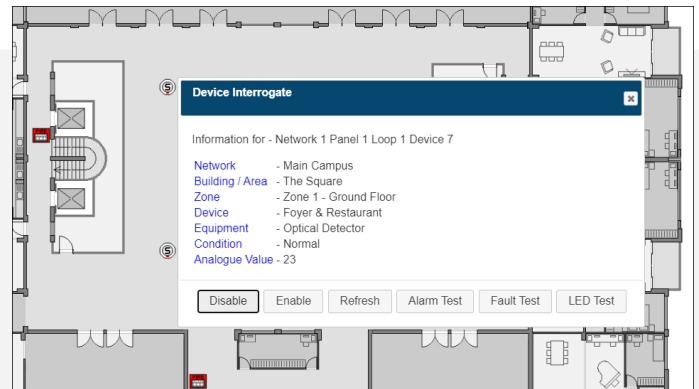 Device Interrogate
Information for - Network 1 Panel 1 Loop 1 Device 7
Network - Main Campus
Building / Area - The Square
Zone - Zone 1 - Ground Floor
Device - Foyer & Restaurant
Equipment - Optical Detector
Condition - Normal
Analogue Value - 23
Disable Enable Refresh Alarm Test Fault Test LED Test